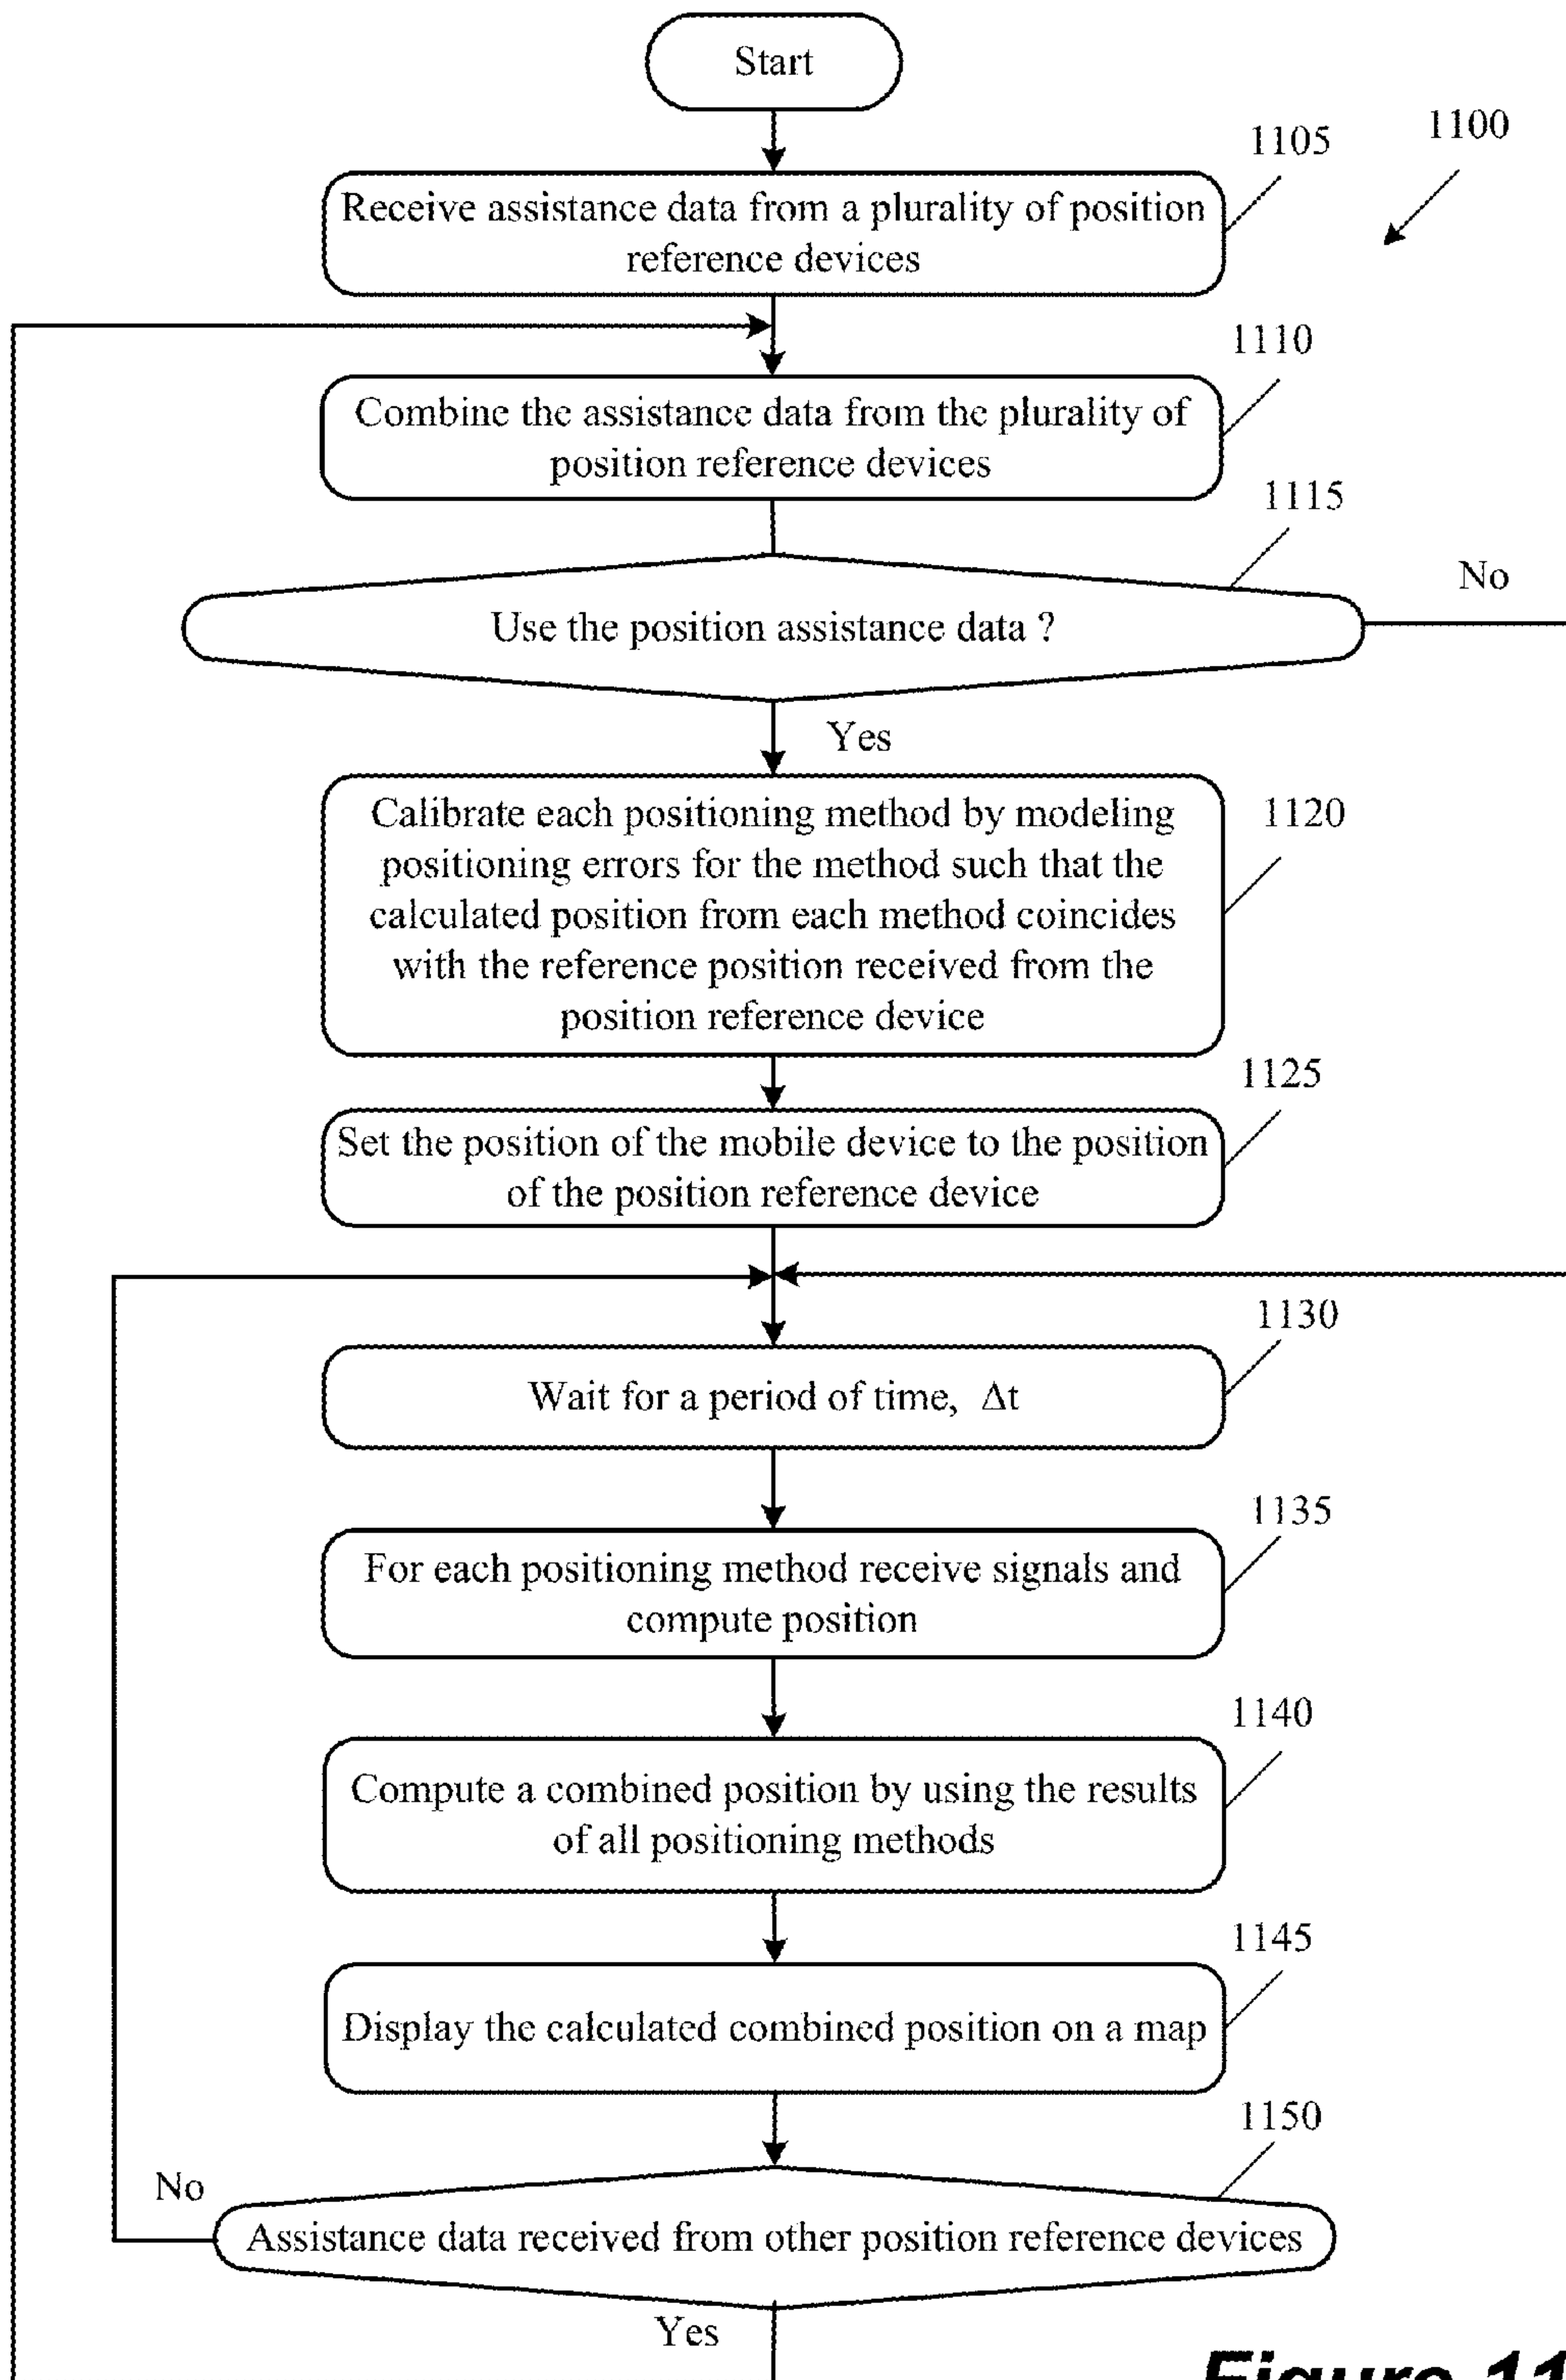 Start
1100
1105
Receive assistance data from a plurality of position
reference devices
1110
Combine the assistance data from the plurality of
position reference devices
1115
No
Use the position assistance data ?
Yes
1120
Calibrate each positioning method by modeling
positioning errors for the method such that the
calculated position from each method coincides
with the reference position received from the
position reference device
1125
Set the position of the mobile device to the position
of the position reference device
1130
Wait for a period of time, Δt
1135
For each positioning method receive signals and
compute position
1140
Compute a combined position by using the results
of all positioning methods
1145
Display the calculated combined position on a map
1150
No
Assistance data received from other position reference devices
Yes
Figure 11